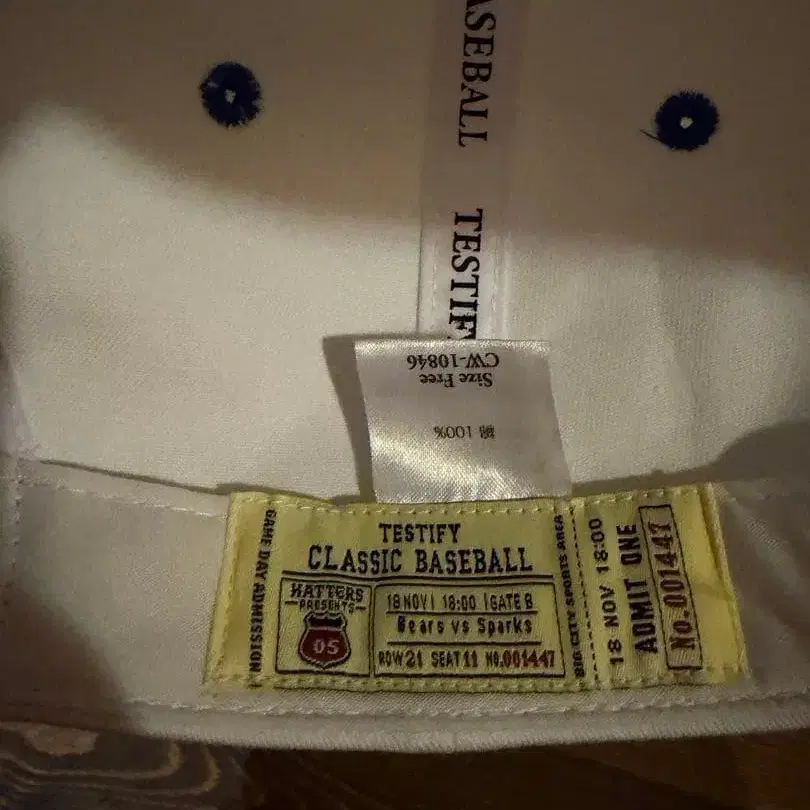 ASEBALL TESTIFY
CW-10846
Size Free
綿 100%
GAME DAY ADMISSION
TESTIFY
CLASSIC BASEBALL
HATTERS
PRESENTS
05
18 NOV | 18:00 | GATE B
Bears vs Sparks
ROW 21 SEAT 11 NO.001447
BIG CITY SPORTS AREA
18 NOV 18:00
ADMIT ONE
No.001447